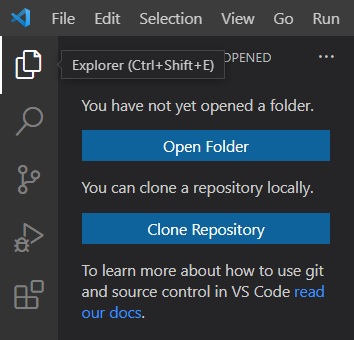 File Edit Selection View Go Run
Explorer (Ctrl+Shift+E) OPENED
You have not yet opened a folder.
Open Folder
You can clone a repository locally.
Clone Repository
To learn more about how to use git
and source control in VS Code read
our docs.